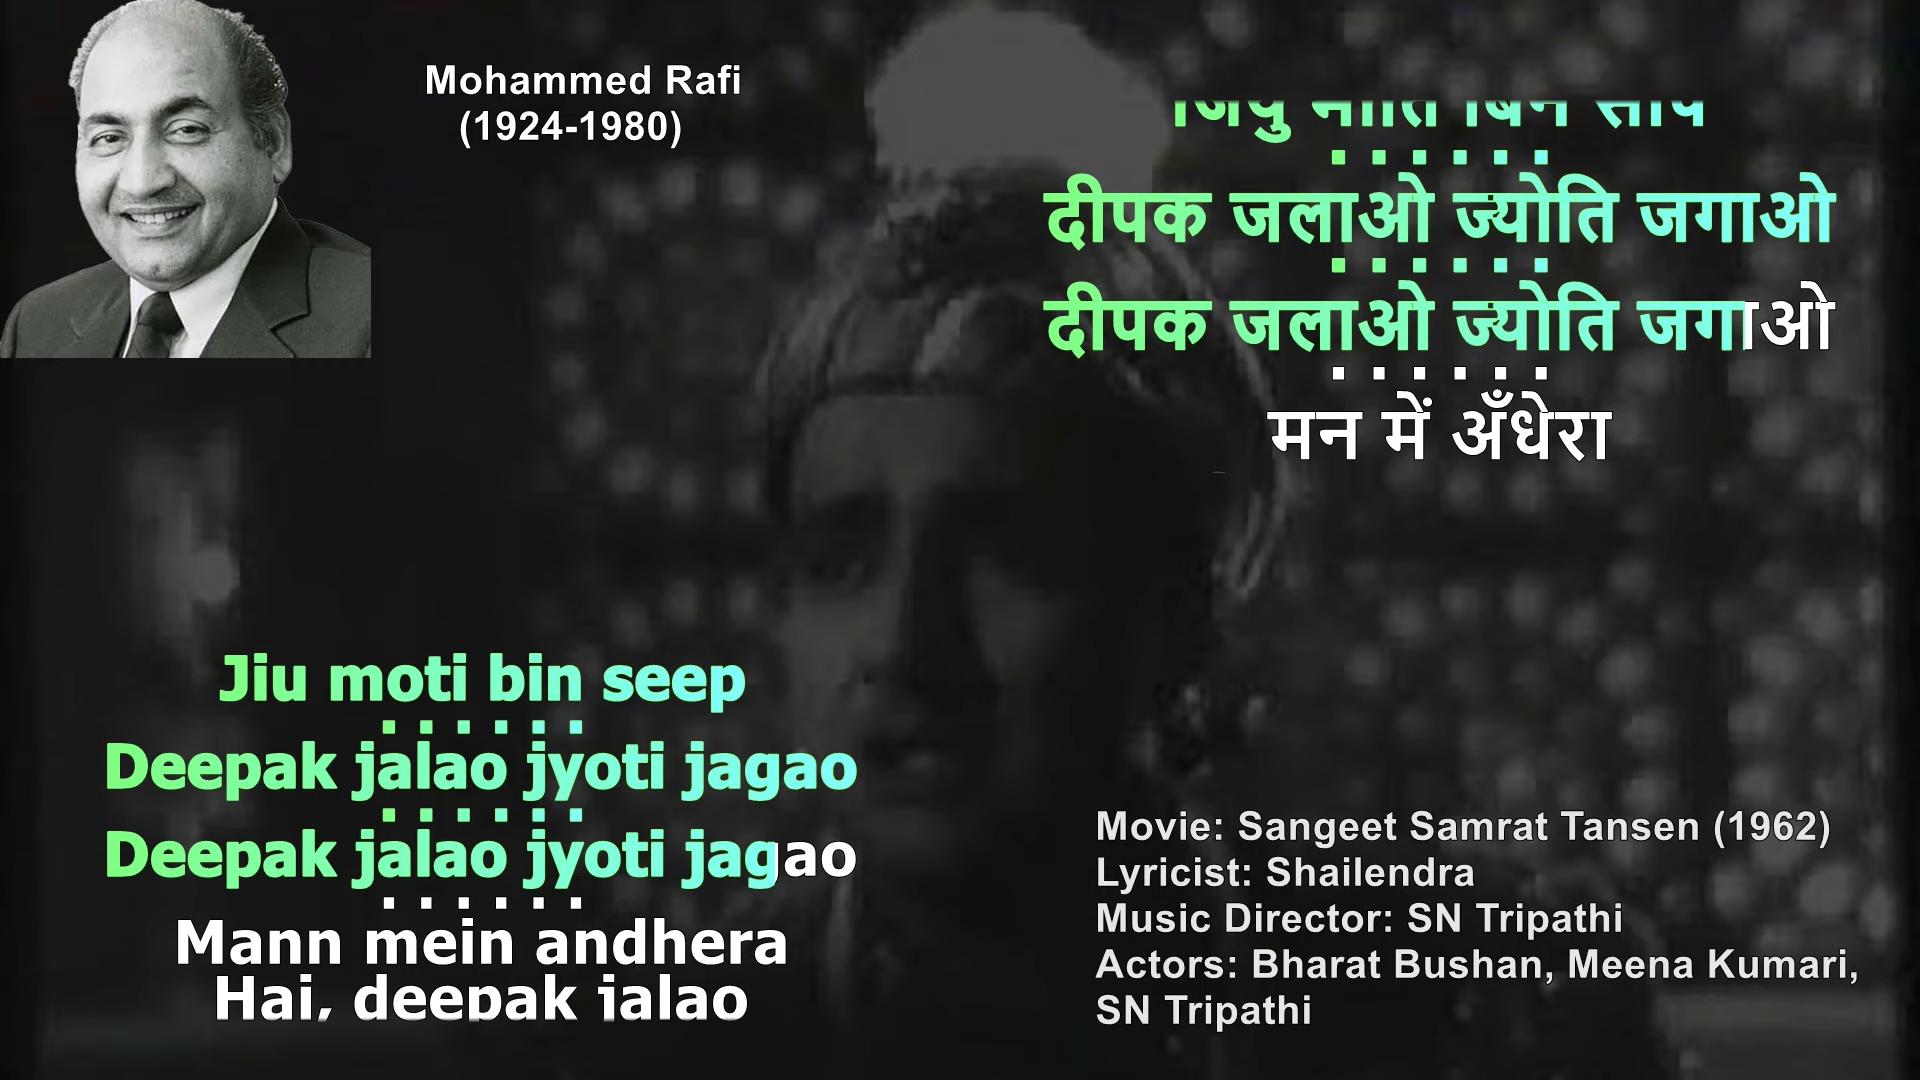 Mohammed Rafi
(1924-1980)
दीपक जलाओ ज्योति जगाओ
......
दीपक जलाओ ज्योति जगाओ
......
मन में अँधेरा
Jiu moti bin seep
......
Deepak jalao jyoti jagao
......
Deepak jalao jyoti jagao
......
Mann mein andhera
Hai, deepak jalao
Movie: Sangeet Samrat Tansen (1962)
Lyricist: Shailendra
Music Director: SN Tripathi
Actors: Bharat Bushan, Meena Kumari,
SN Tripathi